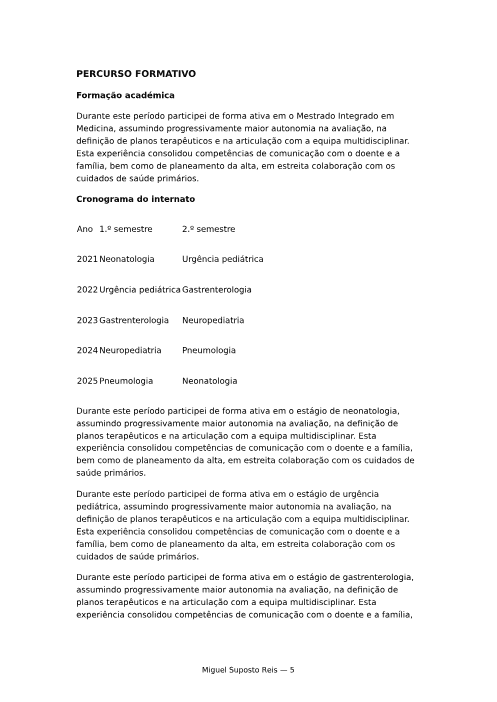 PERCURSO FORMATIVO
Formação académica
Durante este período participei de forma ativa em o Mestrado Integrado em
Medicina, assumindo progressivamente maior autonomia na avaliação, na
definição de planos terapêuticos e na articulação com a equipa multidisciplinar.
Esta experiência consolidou competências de comunicação com o doente e a
família, bem como de planeamento da alta, em estreita colaboração com os
cuidados de saúde primários.
Cronograma do internato
Ano 1.º semestre 2.º semestre
2021 Neonatologia Urgência pediátrica
2022 Urgência pediátrica Gastrenterologia
2023 Gastrenterologia Neuropediatria
2024 Neuropediatria Pneumologia
2025 Pneumologia Neonatologia
Durante este período participei de forma ativa em o estágio de neonatologia,
assumindo progressivamente maior autonomia na avaliação, na definição de
planos terapêuticos e na articulação com a equipa multidisciplinar. Esta
experiência consolidou competências de comunicação com o doente e a família,
bem como de planeamento da alta, em estreita colaboração com os cuidados de
saúde primários.
Durante este período participei de forma ativa em o estágio de urgência
pediátrica, assumindo progressivamente maior autonomia na avaliação, na
definição de planos terapêuticos e na articulação com a equipa multidisciplinar.
Esta experiência consolidou competências de comunicação com o doente e a
família, bem como de planeamento da alta, em estreita colaboração com os
cuidados de saúde primários.
Durante este período participei de forma ativa em o estágio de gastrenterologia,
assumindo progressivamente maior autonomia na avaliação, na definição de
planos terapêuticos e na articulação com a equipa multidisciplinar. Esta
experiência consolidou competências de comunicação com o doente e a família,
Miguel Suposto Reis — 5